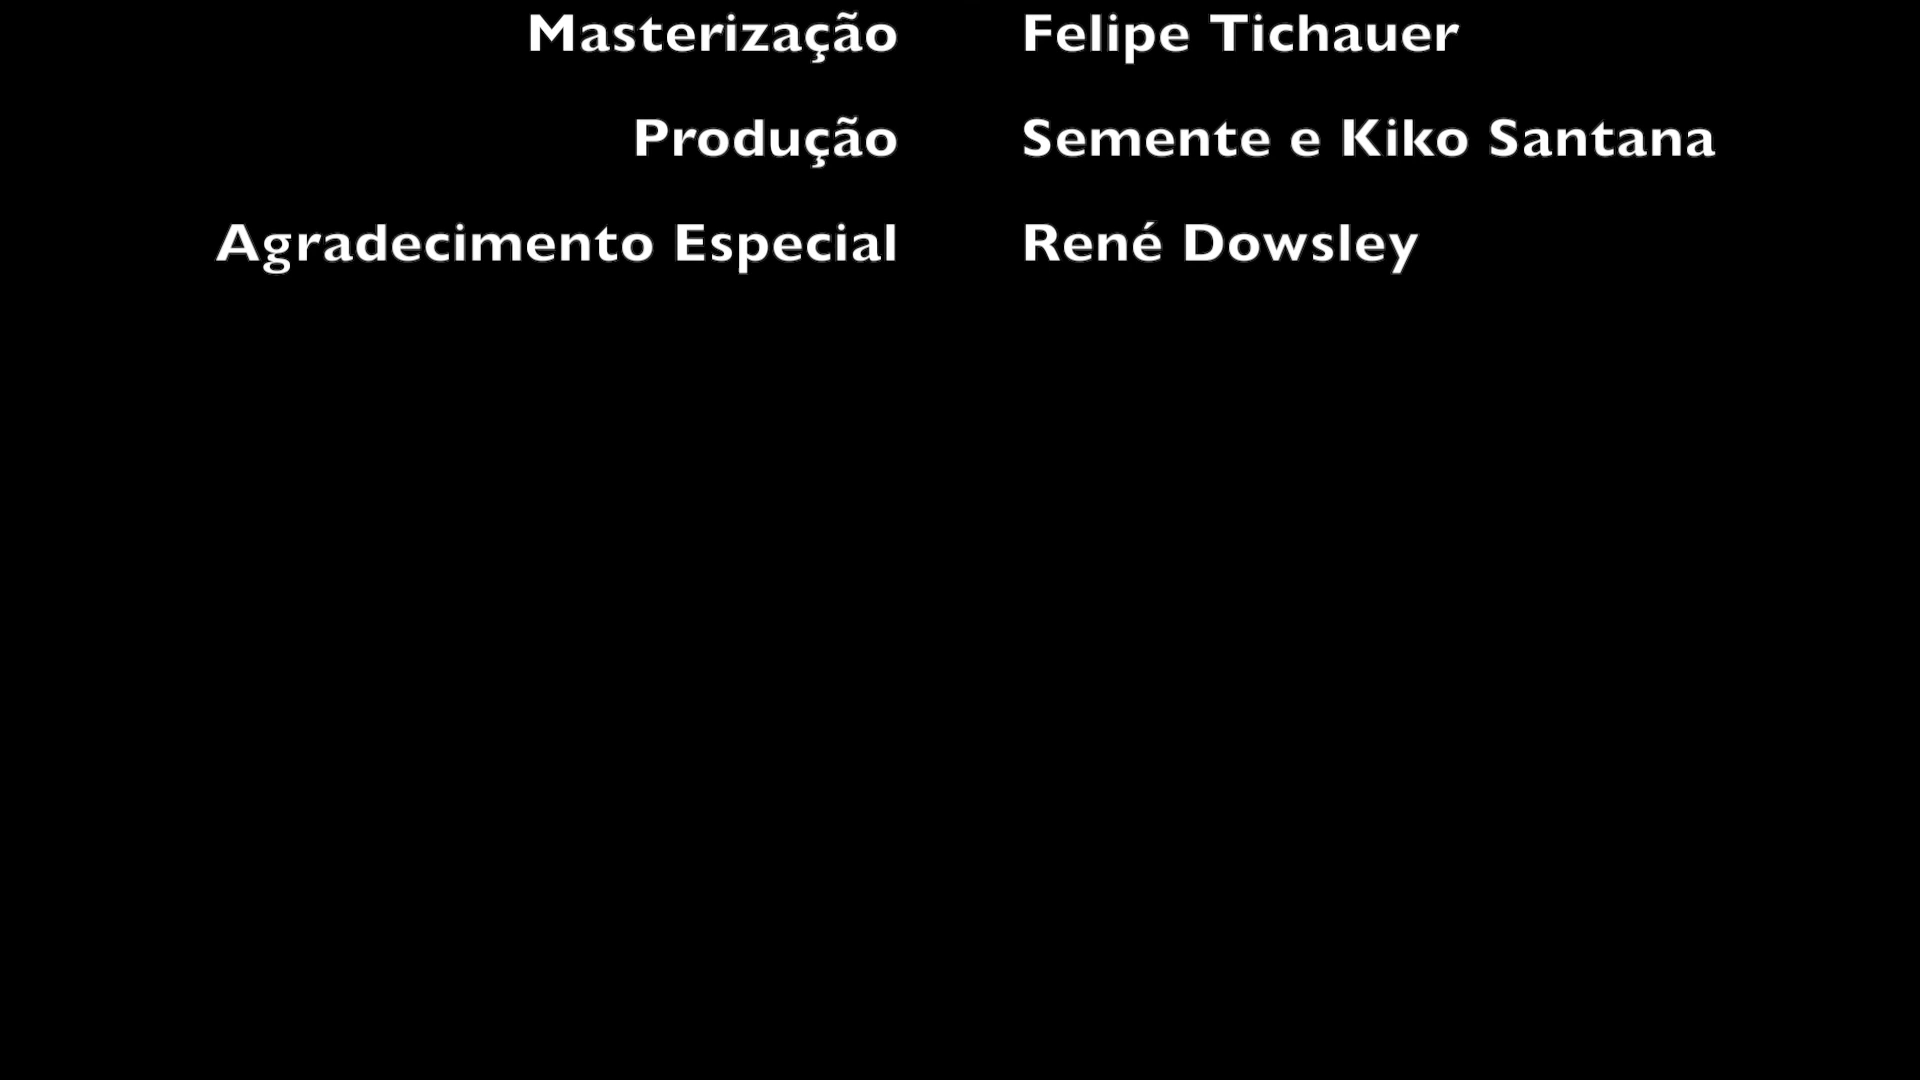 Masterização Felipe Tichauer
Produção Semente e Kiko Santana
Agradecimento Especial René Dowsley